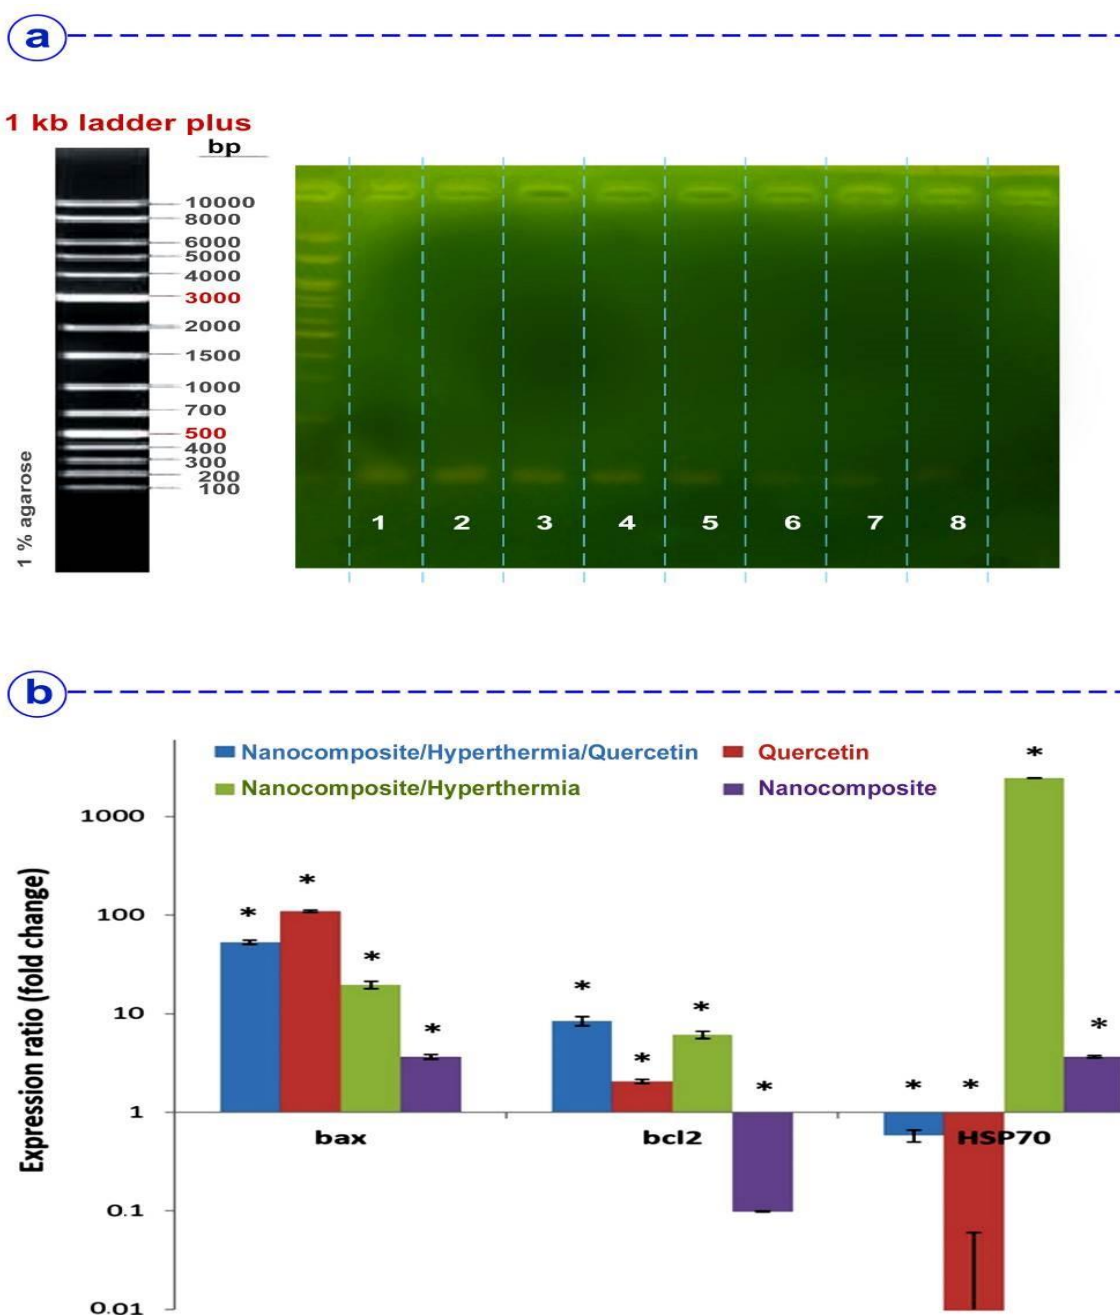 a
1 kb ladder plus
bp
10000
8000
6000
5000
4000
3000
2000
1500
1000
700
500
400
300
200
100
1 % agarose
1 2 3 4 5 6 7 8
b
Nanocomposite/Hyperthermia/Quercetin Quercetin
Nanocomposite/Hyperthermia Nanocomposite
Expression ratio (fold change)
1000
100
10
1
0.1
0.01
* * * * * * * * * * * *
bax bcl2 HSP70